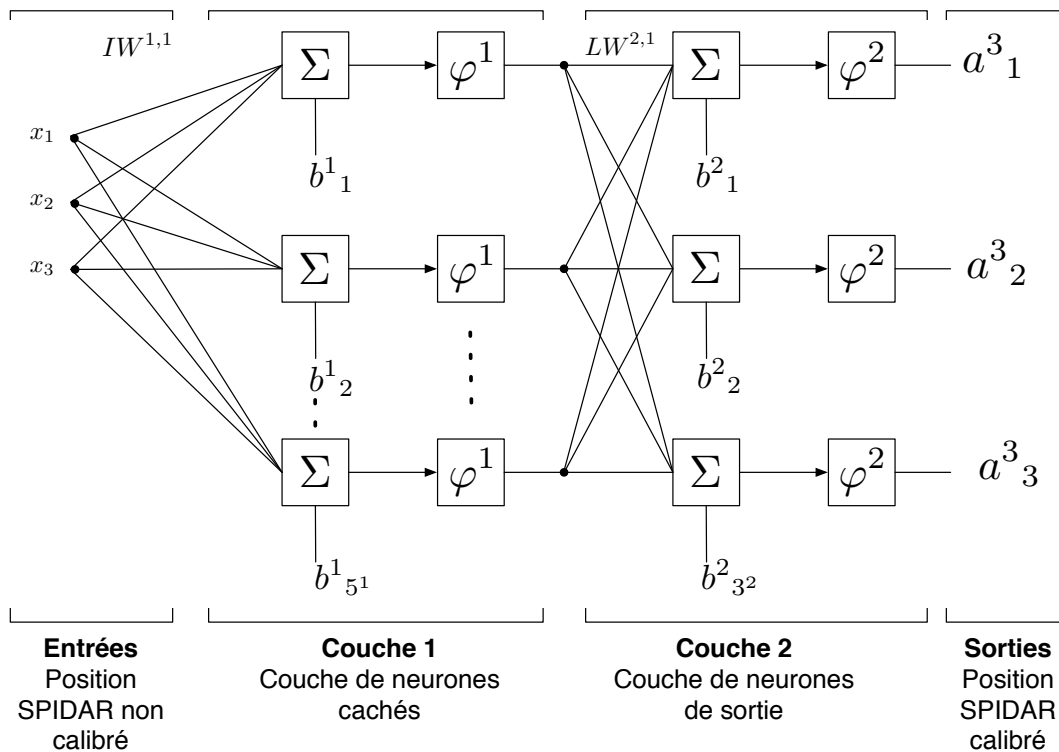 IW^{1,1}
LW^{2,1}
Σ φ^1 Σ φ^2 a^3_1
x_1
x_2
x_3
b^1_1 b^2_1
Σ φ^1 Σ φ^2 a^3_2
b^1_2 b^2_2
Σ φ^1 Σ φ^2 a^3_3
b^1_{5^1} b^2_{3^2}
Entrées
Position
SPIDAR non
calibré
Couche 1
Couche de neurones
cachés
Couche 2
Couche de neurones
de sortie
Sorties
Position
SPIDAR
calibré